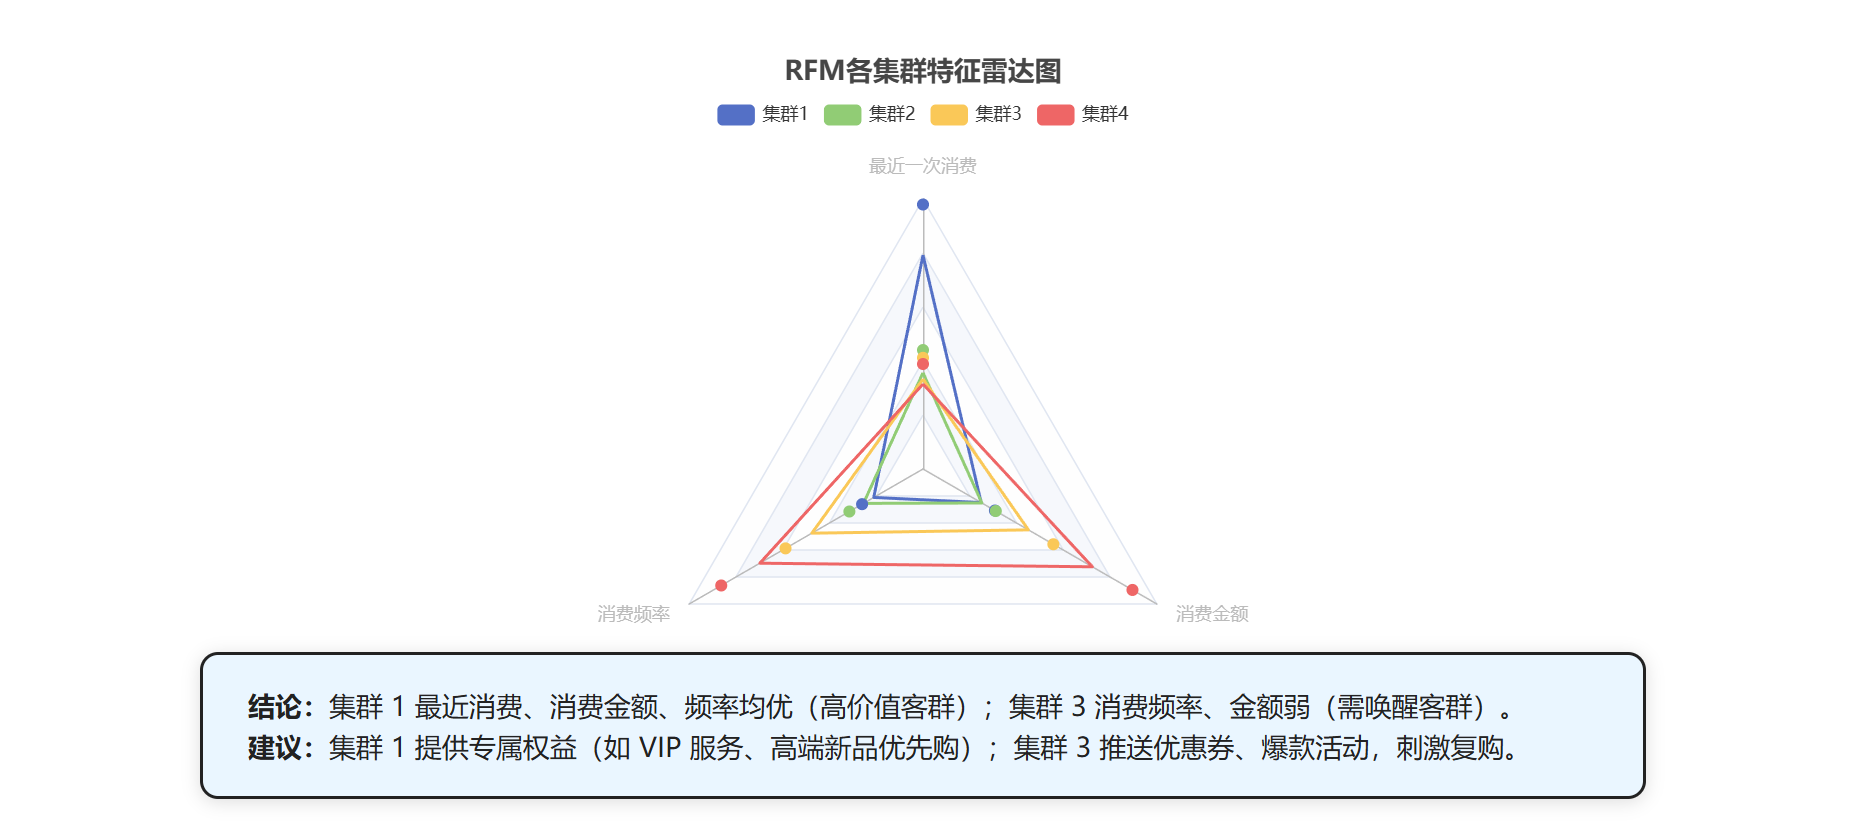 RFM各集群特征雷达图
集群1 集群2 集群3 集群4
最近一次消费
消费频率
消费金额
结论：集群 1 最近消费、消费金额、频率均优（高价值客群）；集群 3 消费频率、金额弱（需唤醒客群）。
建议：集群 1 提供专属权益（如 VIP 服务、高端新品优先购）；集群 3 推送优惠券、爆款活动，刺激复购。